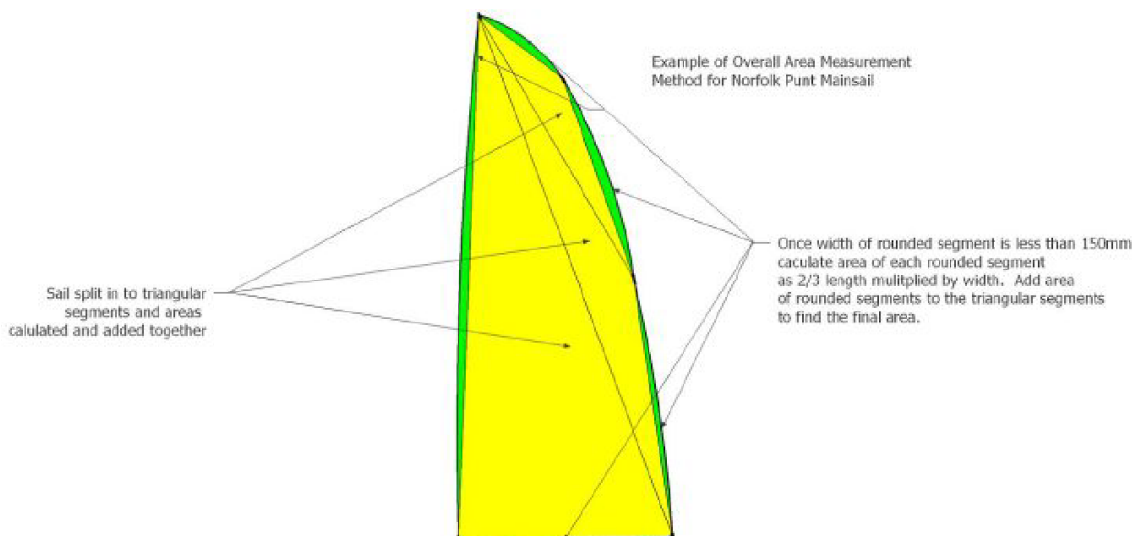 Example of Overall Area Measurement
Method for Norfolk Punt Mainsail
Once width of rounded segment is less than 150mm
caculate area of each rounded segment
as 2/3 length mulitplied by width. Add area
of rounded segments to the triangular segments
to find the final area.
Sail split in to triangular
segments and areas
calulated and added together